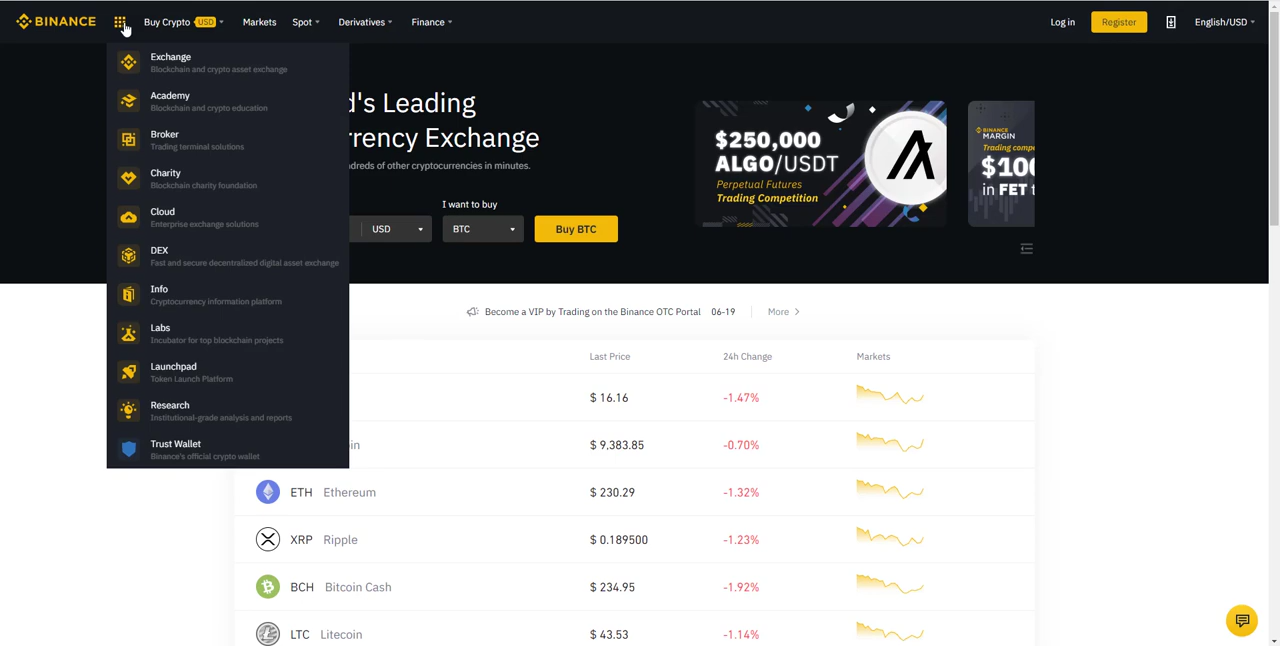 BINANCE
Buy Crypto USD
Markets
Spot
Derivatives
Finance
Log in
Register
English/USD
Exchange
Blockchain and crypto asset exchange
Academy
Blockchain and crypto education
Broker
Trading terminal solutions
Charity
Blockchain charity foundation
Cloud
Enterprise exchange solutions
DEX
Fast and secure decentralized digital asset exchange
Info
Cryptocurrency information platform
Labs
Incubator for top blockchain projects
Launchpad
Token Launch Platform
Research
Institutional-grade analysis and reports
Trust Wallet
Binance's official crypto wallet
d's Leading
rency Exchange
dreds of other cryptocurrencies in minutes.
I want to buy
USD
BTC
Buy BTC
$250,000
ALGO/USDT
Perpetual Futures
Trading Competition
BINANCE
MARGIN
Trading compe
$100
in FET t
Become a VIP by Trading on the Binance OTC Portal 06-19
More
Last Price
24h Change
Markets
$ 16.16
-1.47%
in
$ 9,383.85
-0.70%
ETH Ethereum
$ 230.29
-1.32%
XRP Ripple
$ 0.189500
-1.23%
BCH Bitcoin Cash
$ 234.95
-1.92%
LTC Litecoin
$ 43.53
-1.14%